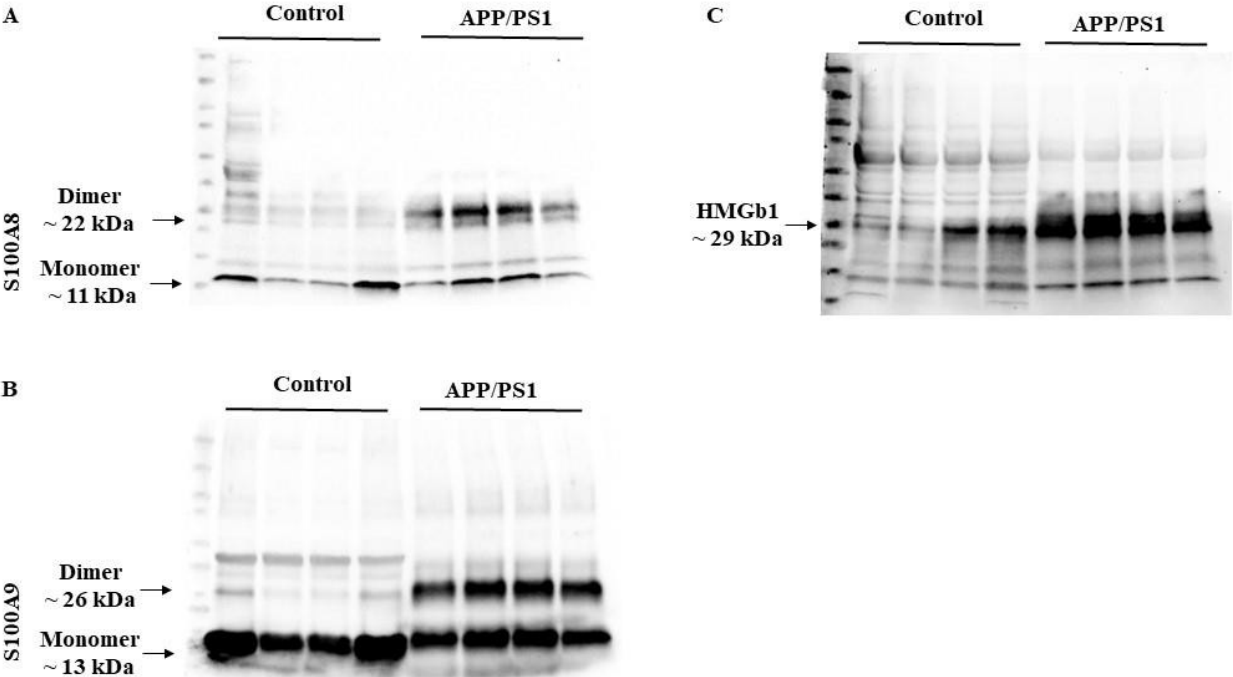 A
Control
APP/PS1
S100A8
Dimer
~ 22 kDa
Monomer
~ 11 kDa
B
Control
APP/PS1
S100A9
Dimer
~ 26 kDa
Monomer
~ 13 kDa
C
Control
APP/PS1
HMGb1
~ 29 kDa